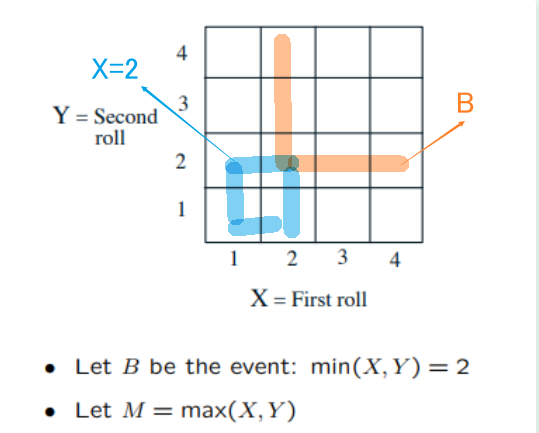 4
X=2
3
B
Y = Second
roll
2
1
1 2 3 4
X = First roll
• Let B be the event: min(X, Y) = 2
• Let M = max(X, Y)